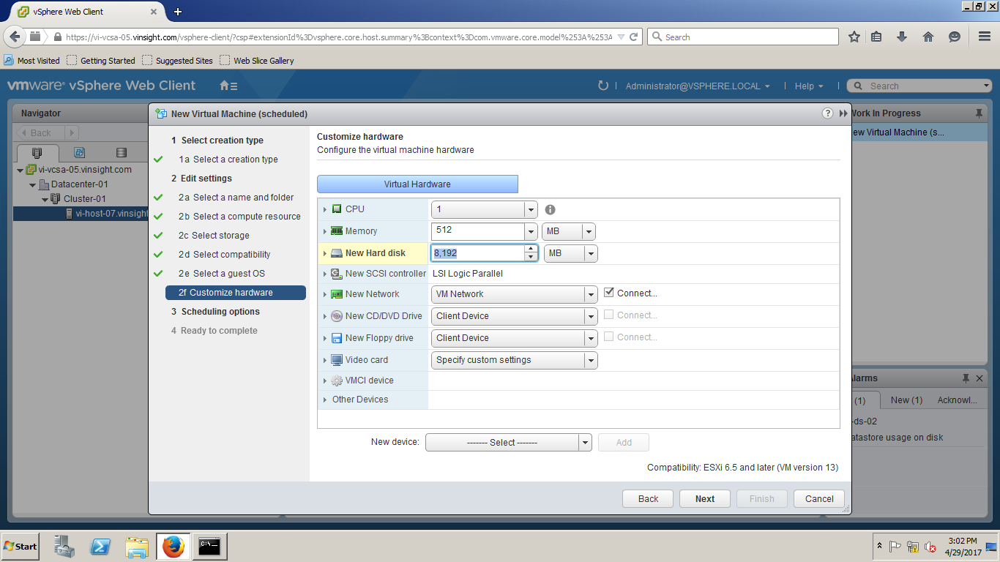 vSphere Web Client
https://vi-vcsa-05.vinsight.com/vsphere-client/?csp#extensionId%3Dvsphere.core.host.summary%3Bcontext%3Dcom.vmware.core.model%253A%253A
Search
Most Visited Getting Started Suggested Sites Web Slice Gallery
vmware® vSphere Web Client
Administrator@VSPHERE.LOCAL Help Search
Navigator
Back
vi-vcsa-05.vinsight.com
Datacenter-01
Cluster-01
vi-host-07.vinsight
New Virtual Machine (scheduled)
1 Select creation type
1a Select a creation type
2 Edit settings
2a Select a name and folder
2b Select a compute resource
2c Select storage
2d Select compatibility
2e Select a guest OS
2f Customize hardware
3 Scheduling options
4 Ready to complete
Customize hardware
Configure the virtual machine hardware
Virtual Hardware
CPU 1
Memory 512 MB
New Hard disk 8,192 MB
New SCSI controller LSI Logic Parallel
New Network VM Network Connect...
New CD/DVD Drive Client Device Connect...
New Floppy drive Client Device Connect...
Video card Specify custom settings
VMCI device
Other Devices
New device: ------- Select ------- Add
Compatibility: ESXi 6.5 and later (VM version 13)
Back Next Finish Cancel
Work In Progress
ew Virtual Machine (s...
larms
(1) New (1) Acknowl...
-ds-02
atastore usage on disk
Start
3:02 PM
4/29/2017